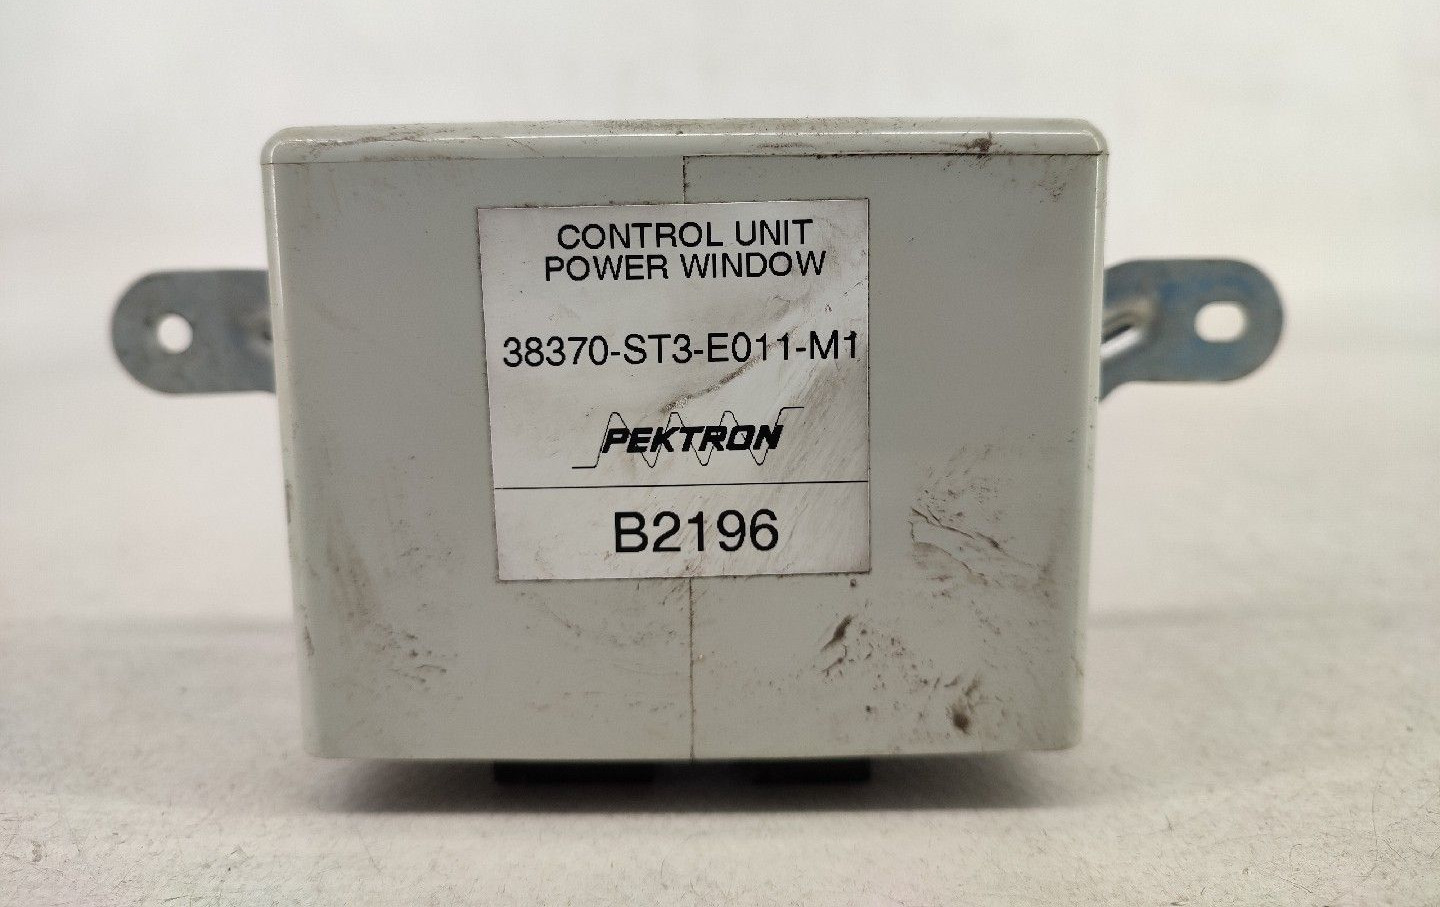 CONTROL UNIT
POWER WINDOW
38370-ST3-E011-M1
PEKTRON
B2196